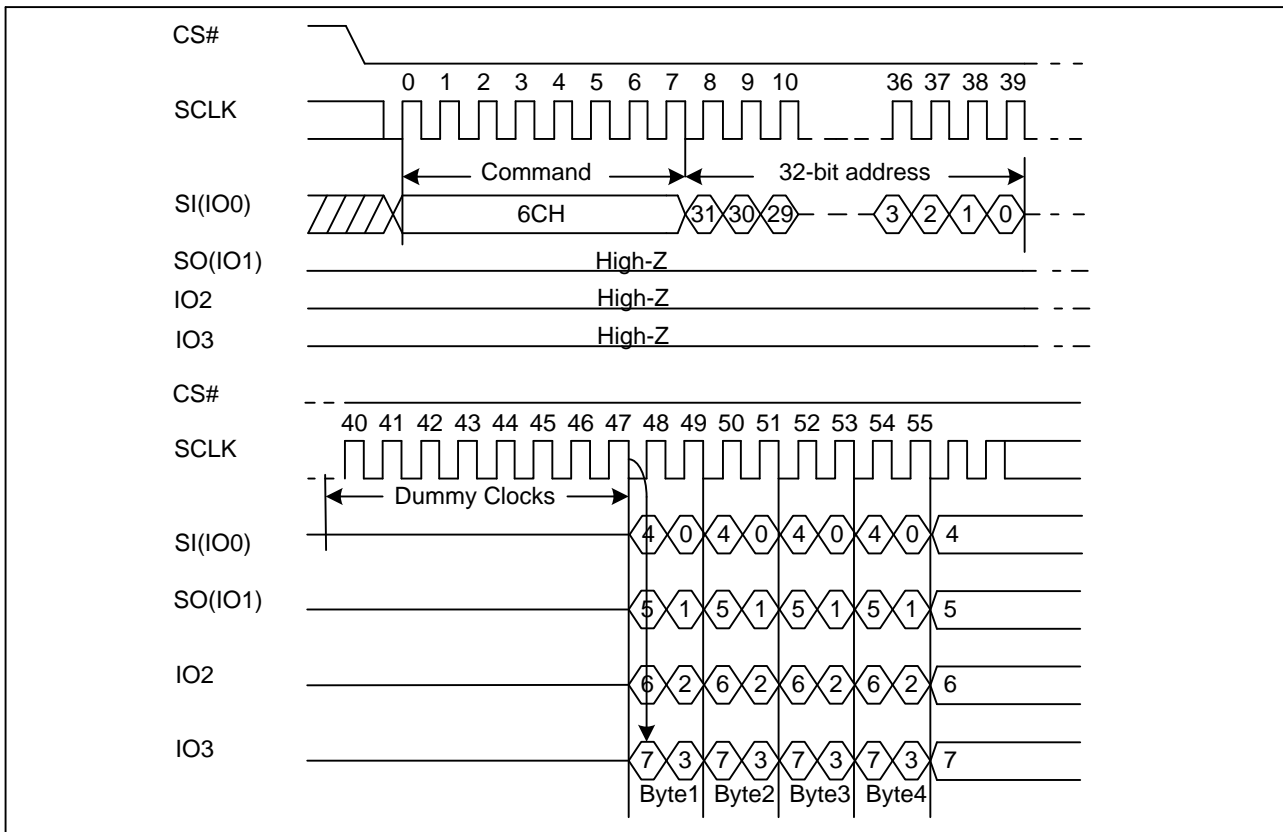 CS#
0 1 2 3 4 5 6 7 8 9 10 36 37 38 39
SCLK
Command 32-bit address
SI(IO0) 6CH 31 30 29 3 2 1 0
SO(IO1) High-Z
IO2 High-Z
IO3 High-Z
CS#
40 41 42 43 44 45 46 47 48 49 50 51 52 53 54 55
SCLK
Dummy Clocks
SI(IO0) 4 0 4 0 4 0 4 0 4
SO(IO1) 5 1 5 1 5 1 5 1 5
IO2 6 2 6 2 6 2 6 2 6
IO3 7 3 7 3 7 3 7 3 7
Byte1 Byte2 Byte3 Byte4